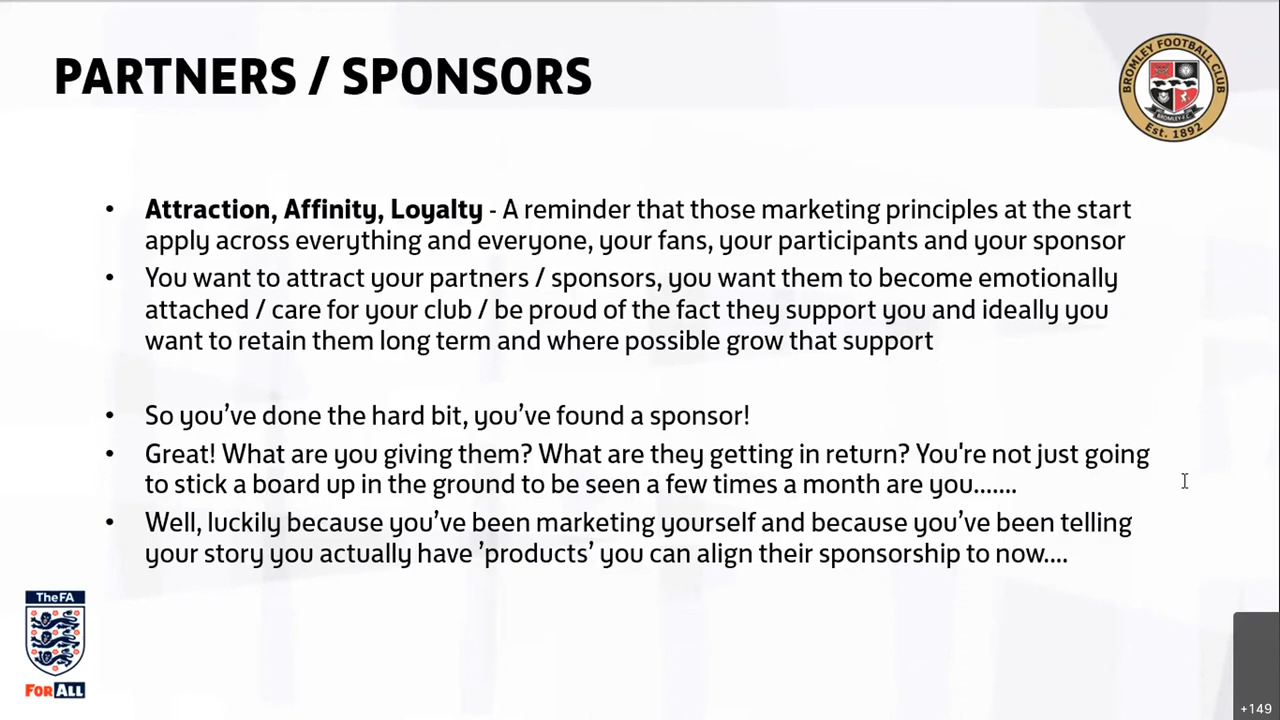 PARTNERS / SPONSORS
BROMLEY FOOTBALL CLUB
BROMLEY F.C
Est. 1892
• Attraction, Affinity, Loyalty - A reminder that those marketing principles at the start
apply across everything and everyone, your fans, your participants and your sponsor
• You want to attract your partners / sponsors, you want them to become emotionally
attached / care for your club / be proud of the fact they support you and ideally you
want to retain them long term and where possible grow that support
• So you’ve done the hard bit, you’ve found a sponsor!
• Great! What are you giving them? What are they getting in return? You're not just going
to stick a board up in the ground to be seen a few times a month are you.......
• Well, luckily because you’ve been marketing yourself and because you’ve been telling
your story you actually have ’products’ you can align their sponsorship to now....
The FA
FOR ALL
+149